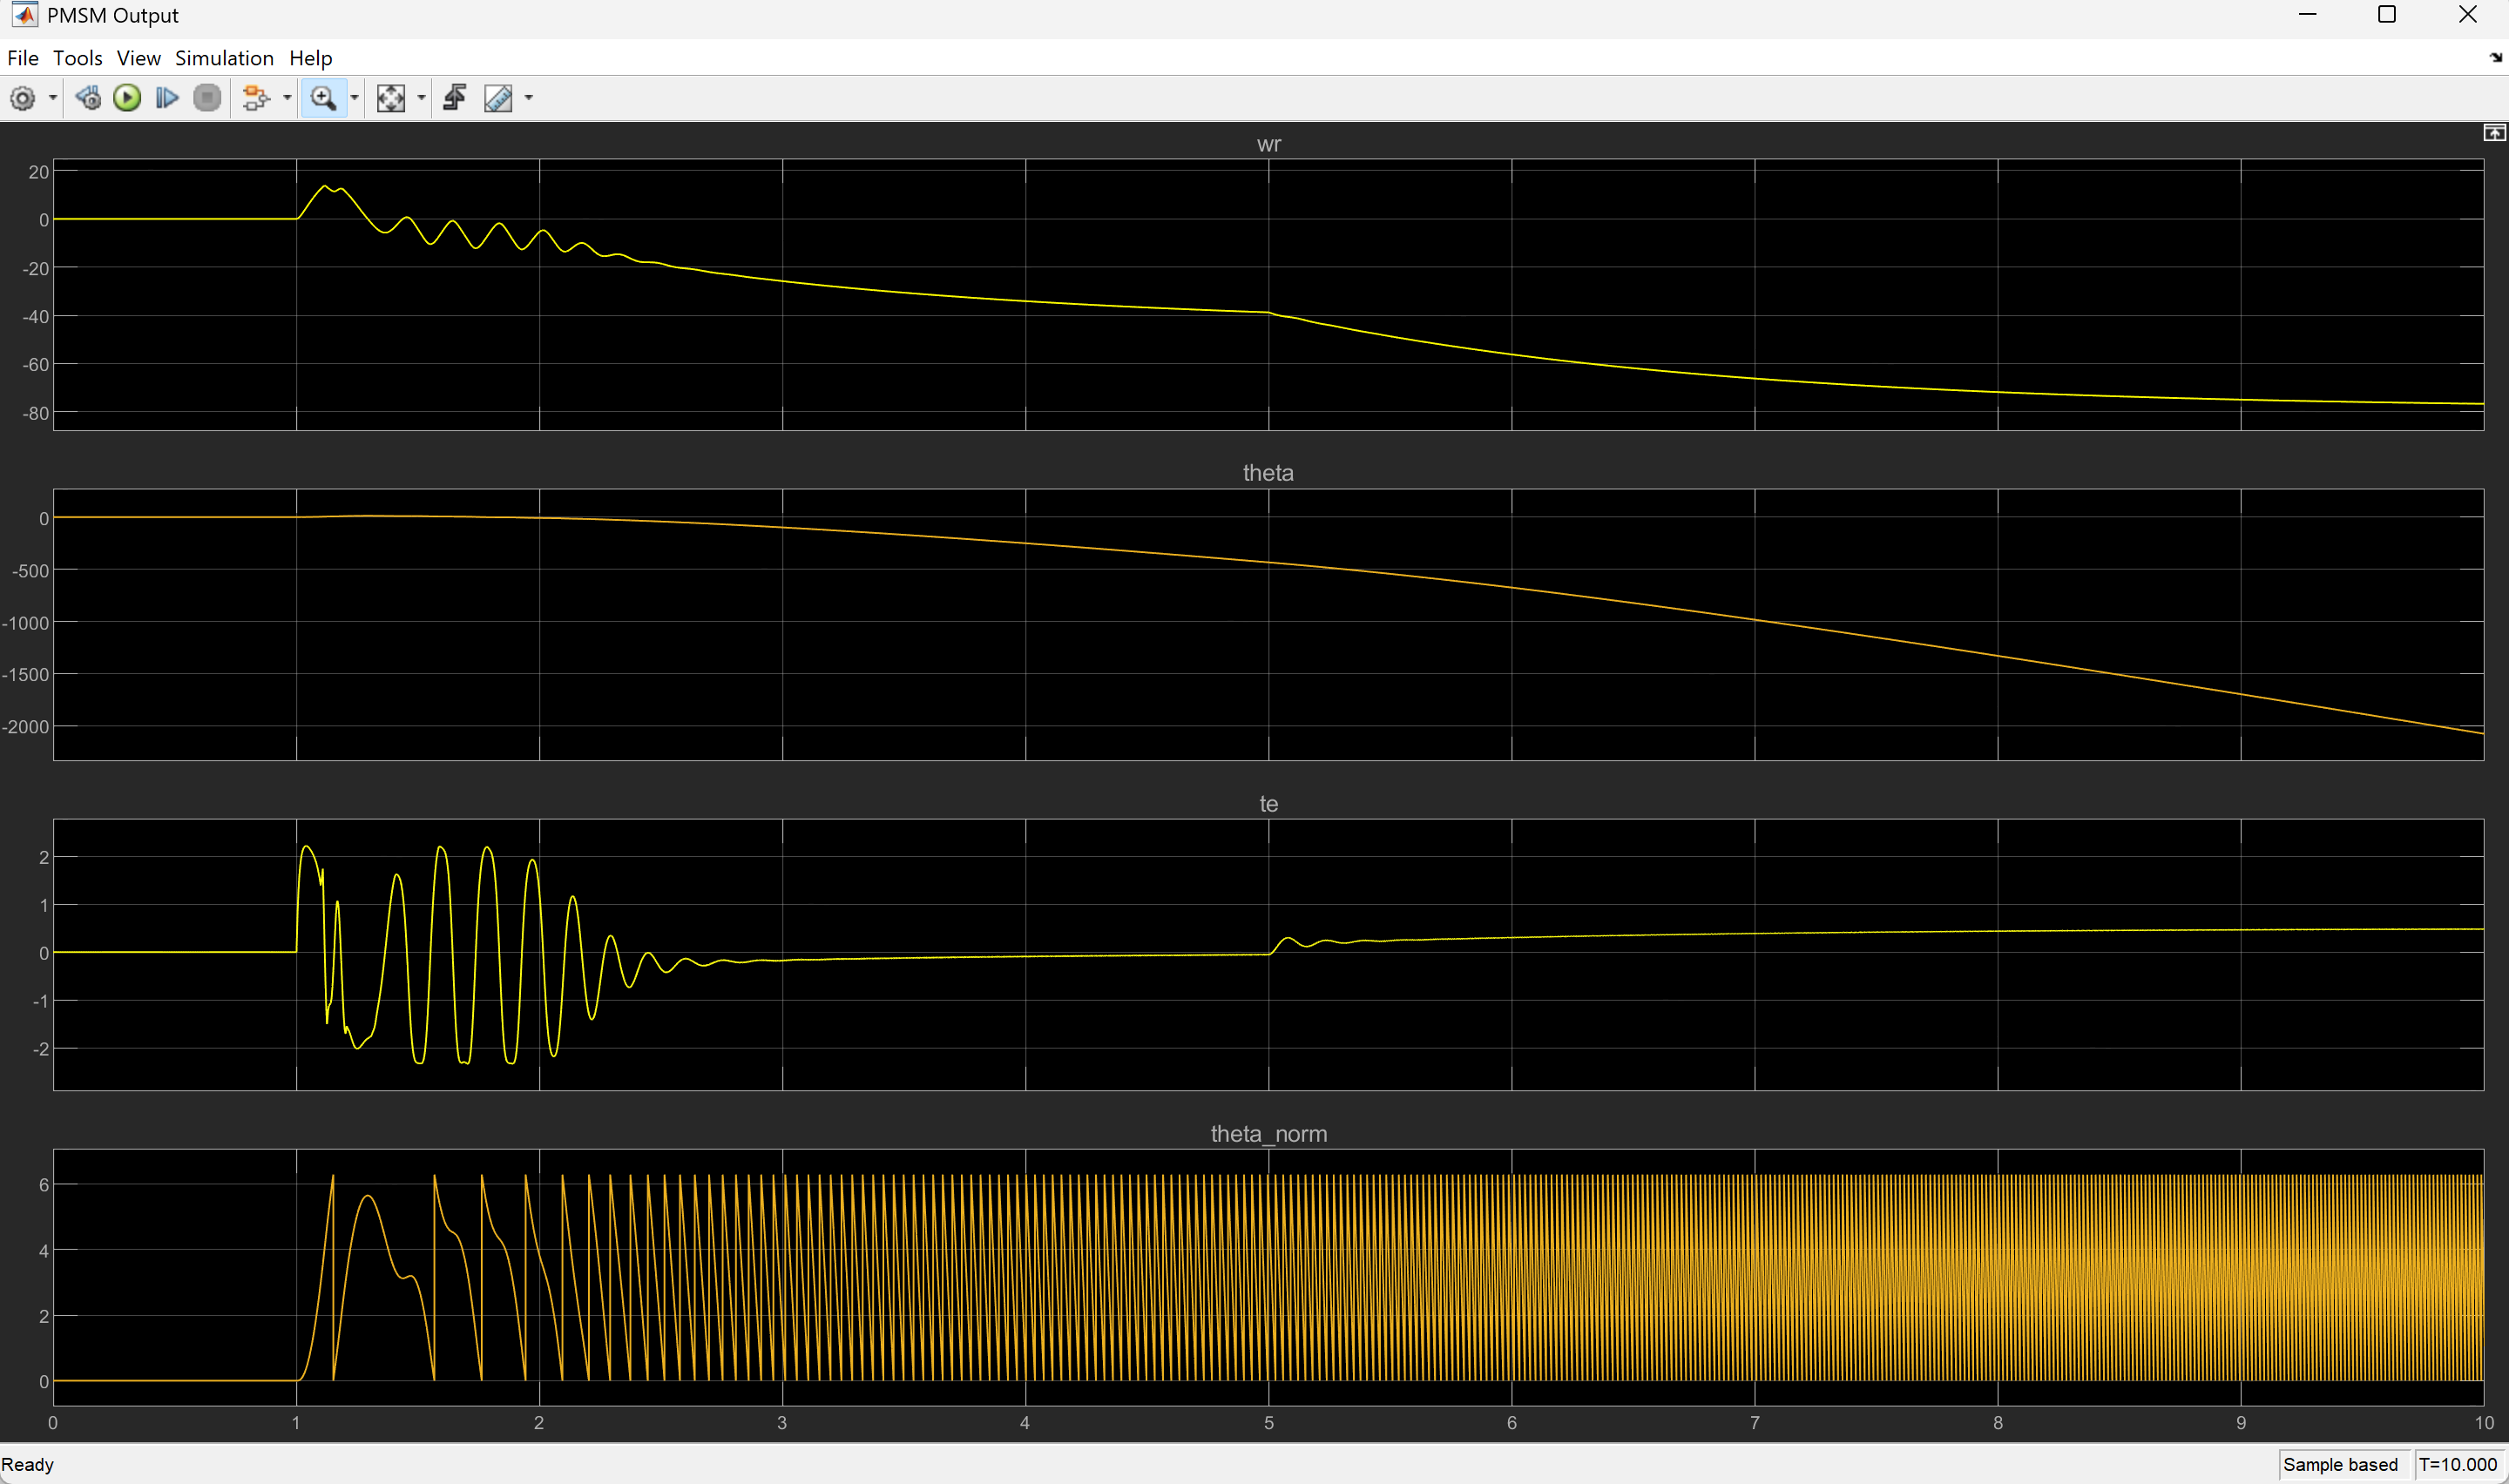 PMSM Output
File Tools View Simulation Help
wr
20
0
-20
-40
-60
-80
theta
0
-500
-1000
-1500
-2000
te
2
1
0
-1
-2
theta_norm
6
4
2
0
0 1 2 3 4 5 6 7 8 9 10
Ready Sample based T=10.000